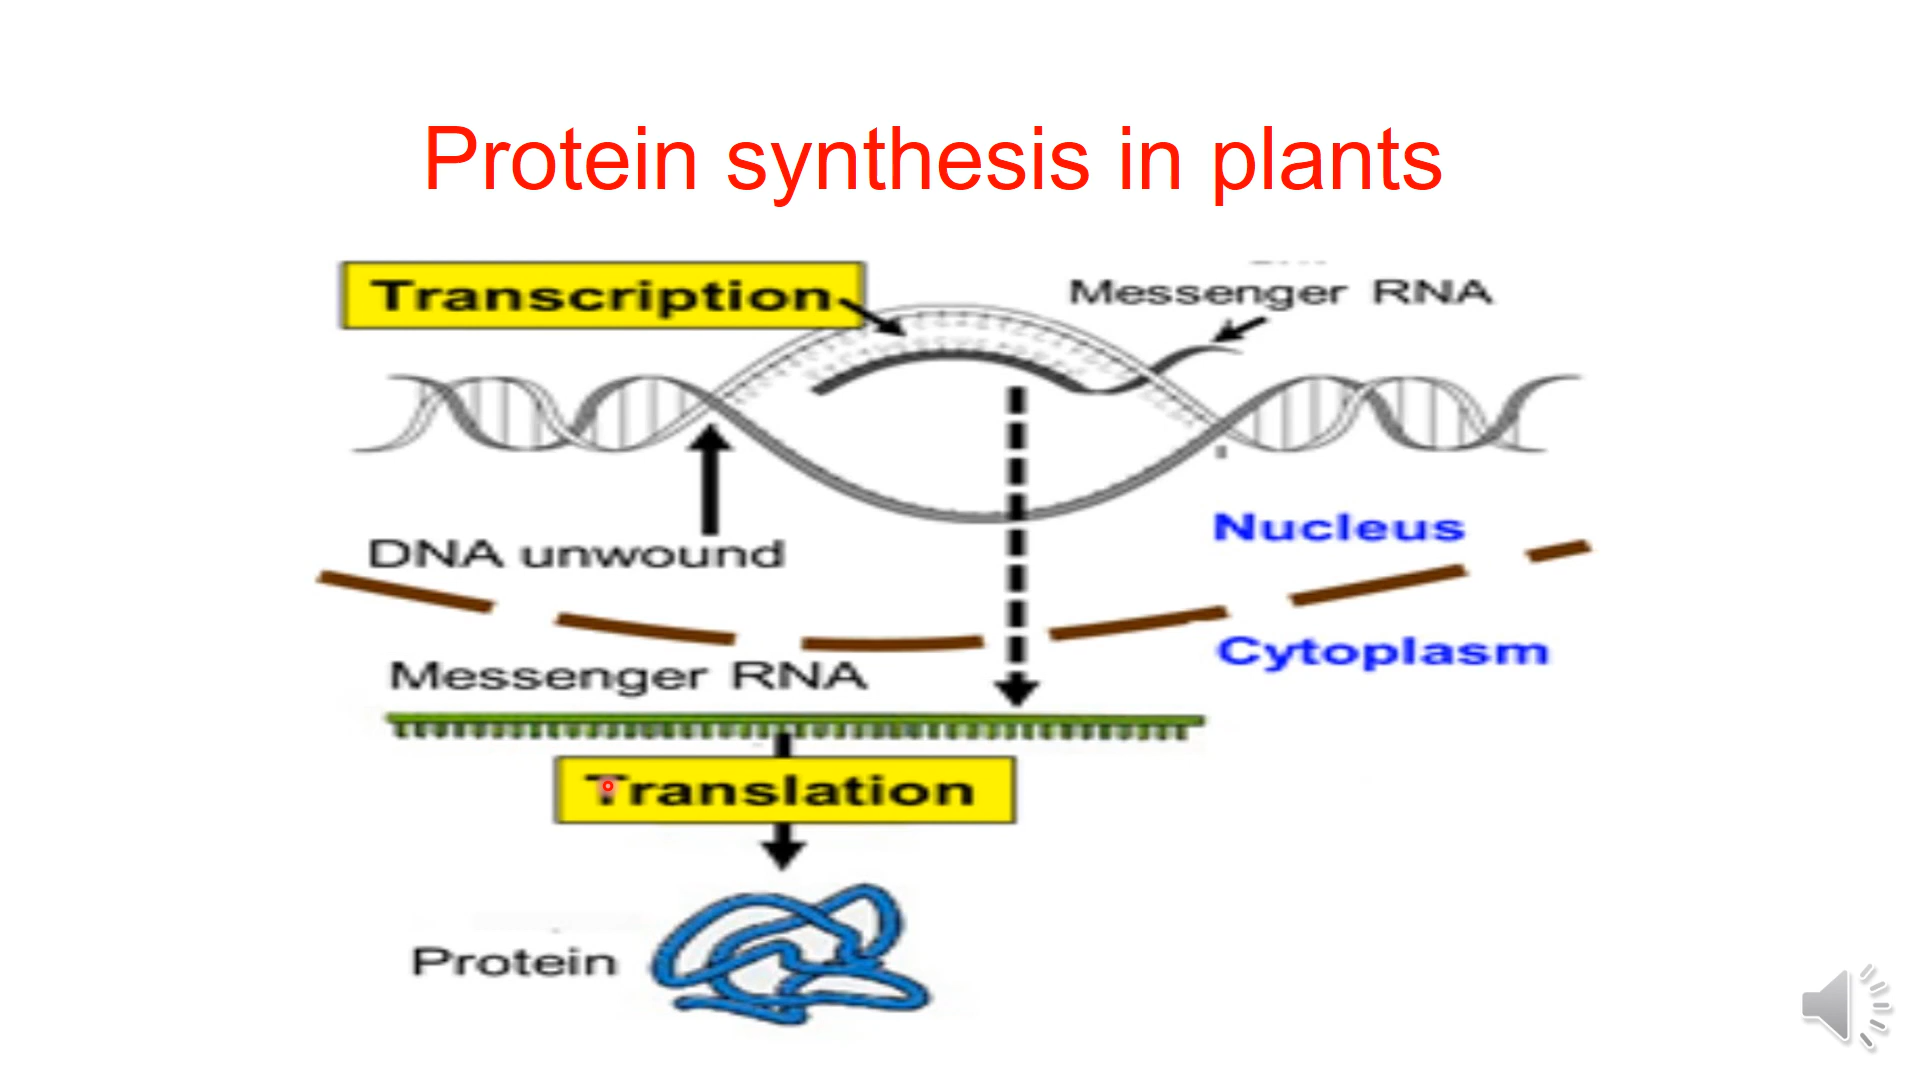 Protein synthesis in plants
Transcription
Messenger RNA
DNA unwound
Nucleus
Cytoplasm
Messenger RNA
Translation
Protein